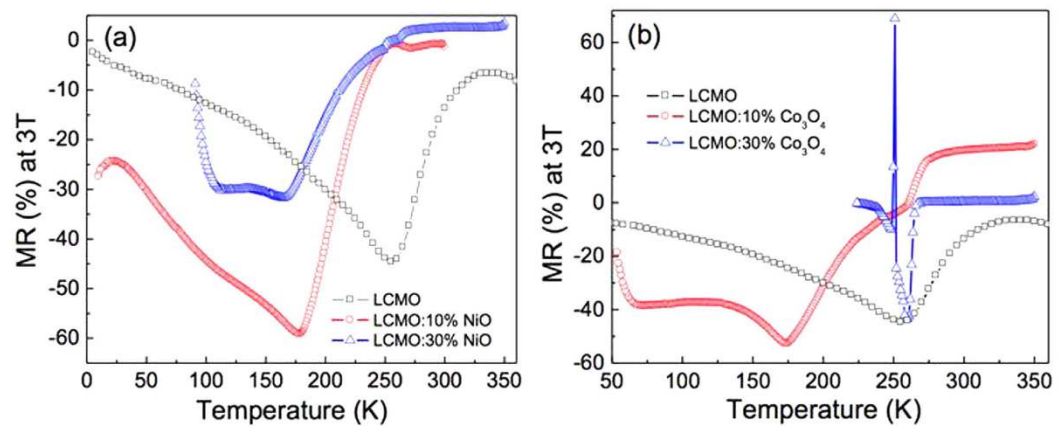 (a)
MR (%) at 3T
0
-10
-20
-30
-40
-50
-60
LCMO
LCMO:10% NiO
LCMO:30% NiO
0 50 100 150 200 250 300 350
Temperature (K)
(b)
MR (%) at 3T
60
40
20
0
-20
-40
-60
LCMO
LCMO:10% Co₃O₄
LCMO:30% Co₃O₄
50 100 150 200 250 300 350
Temperature (K)